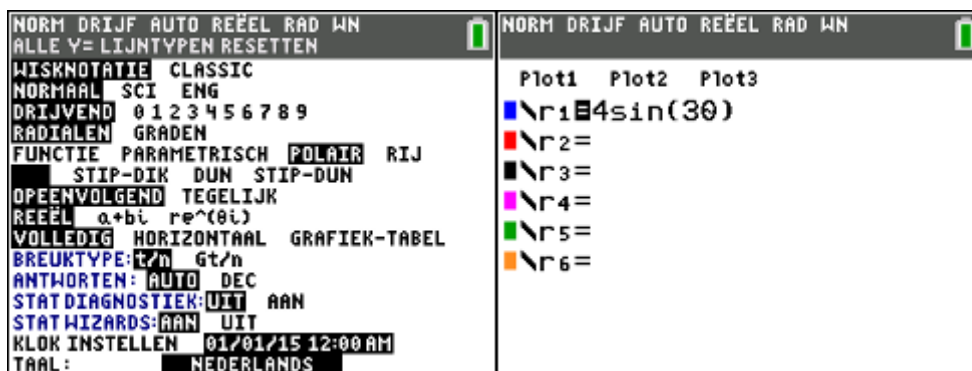 NORM DRIJF AUTO REËEL RAD WN
ALLE Y= LIJNTYPEN RESETTEN
WISKNOTATIE CLASSIC
NORMAAL SCI ENG
DRIJVEND 0 1 2 3 4 5 6 7 8 9
RADIALEN GRADEN
FUNCTIE PARAMETRISCH POLAIR RIJ
STIP-DIK DUN STIP-DUN
OPEENVOLGEND TEGELIJK
REEËL a+bi re^(θi)
VOLLEDIG HORIZONTAAL GRAFIEK-TABEL
BREUKTYPE: t/n Gt/n
ANTWORTEN: AUTO DEC
STAT DIAGNOSTIEK: UIT AAN
STAT WIZARDS: AAN UIT
KLOK INSTELLEN 01/01/15 12:00 AM
TAAL: NEDERLANDS
NORM DRIJF AUTO REËEL RAD WN
Plot1 Plot2 Plot3
\r1=4sin(3θ)
\r2=
\r3=
\r4=
\r5=
\r6=